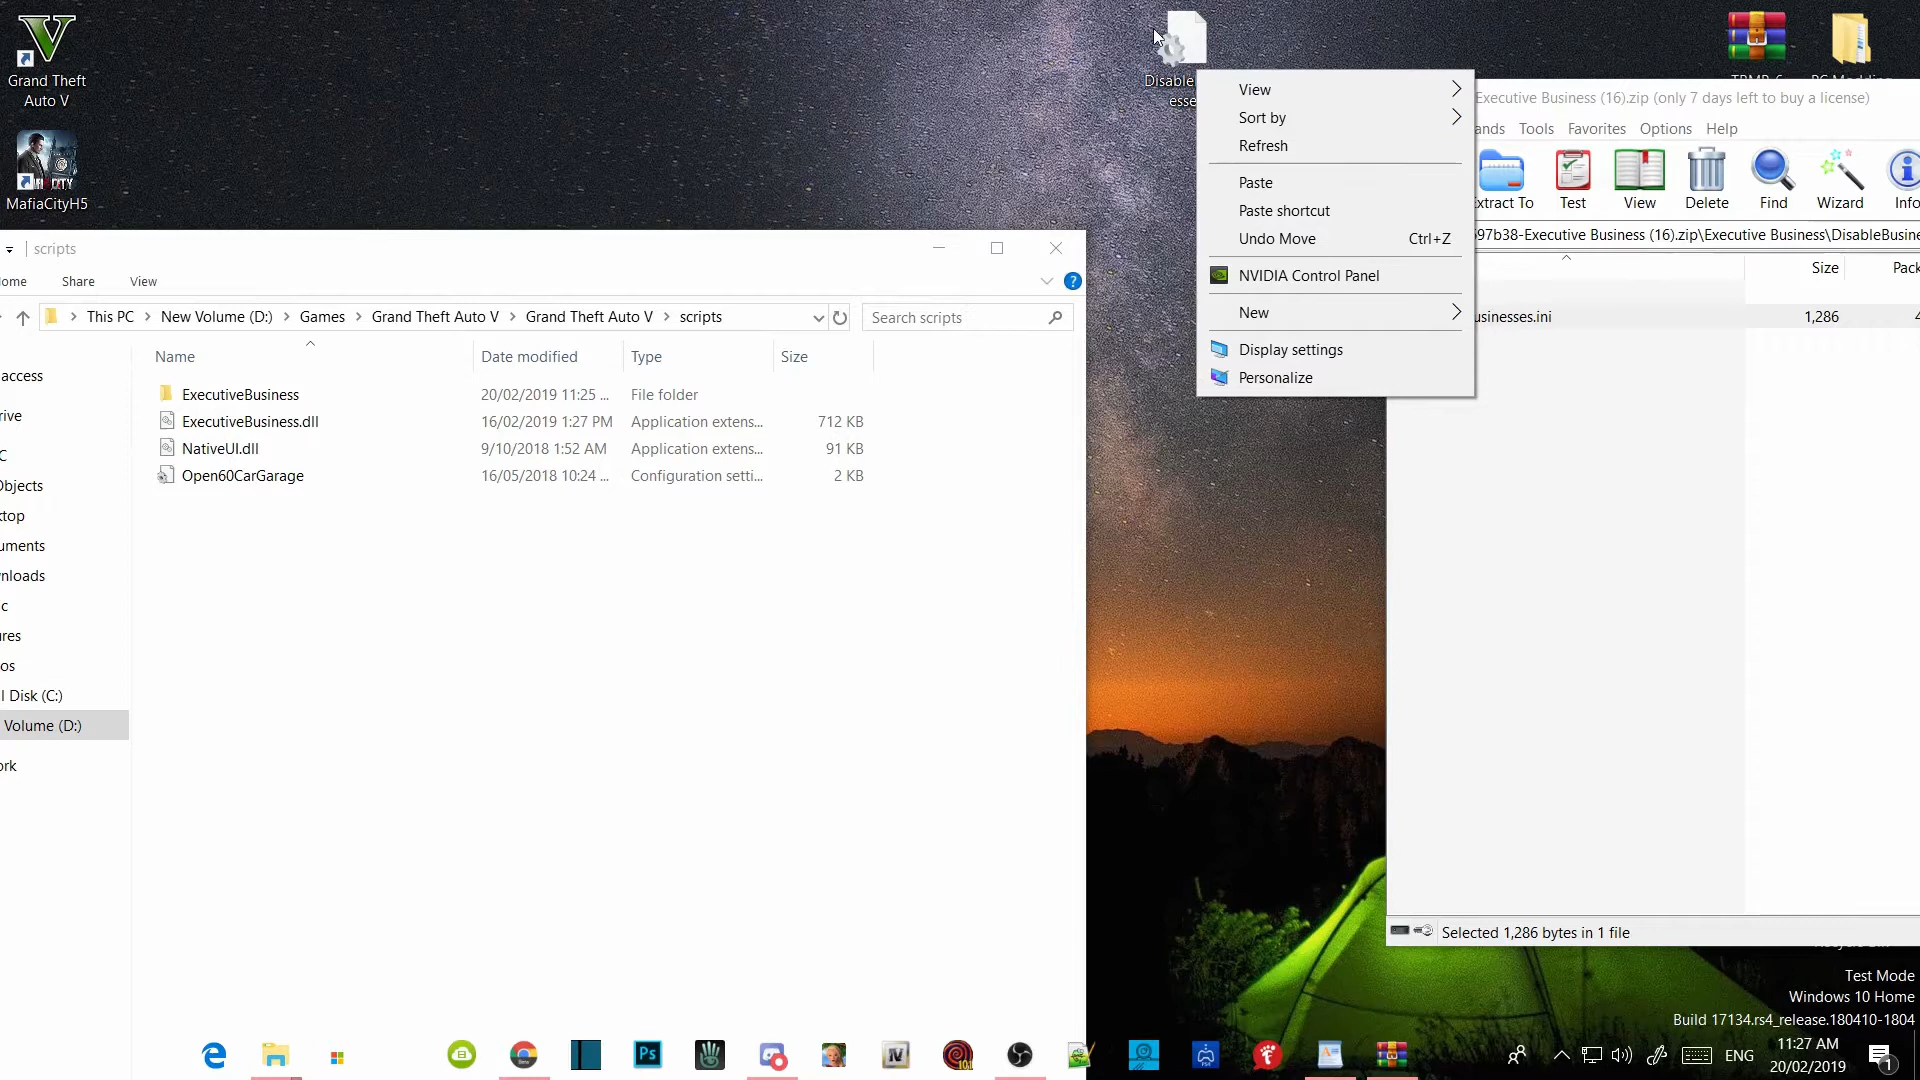 Grand Theft
Auto V
MafiaCityH5
Disable
esse
View
Sort by
Refresh
Paste
Paste shortcut
Undo Move Ctrl+Z
NVIDIA Control Panel
New
Display settings
Personalize
Executive Business (16).zip (only 7 days left to buy a license)
ands Tools Favorites Options Help
xtract To Test View Delete Find Wizard Info
97b38-Executive Business (16).zip\Executive Business\DisableBusine
Size Pack
usinesses.ini 1,286 4
Selected 1,286 bytes in 1 file
scripts
ome Share View
This PC New Volume (D:) Games Grand Theft Auto V Grand Theft Auto V scripts
Search scripts
Name Date modified Type Size
ExecutiveBusiness 20/02/2019 11:25 ... File folder
ExecutiveBusiness.dll 16/02/2019 1:27 PM Application extens... 712 KB
NativeUI.dll 9/10/2018 1:52 AM Application extens... 91 KB
Open60CarGarage 16/05/2018 10:24 ... Configuration setti... 2 KB
access
rive
C
Objects
ktop
uments
nloads
c
ures
os
l Disk (C:)
Volume (D:)
ork
Test Mode
Windows 10 Home
Build 17134.rs4_release.180410-1804
Ps
IV
ENG
11:27 AM
20/02/2019
1